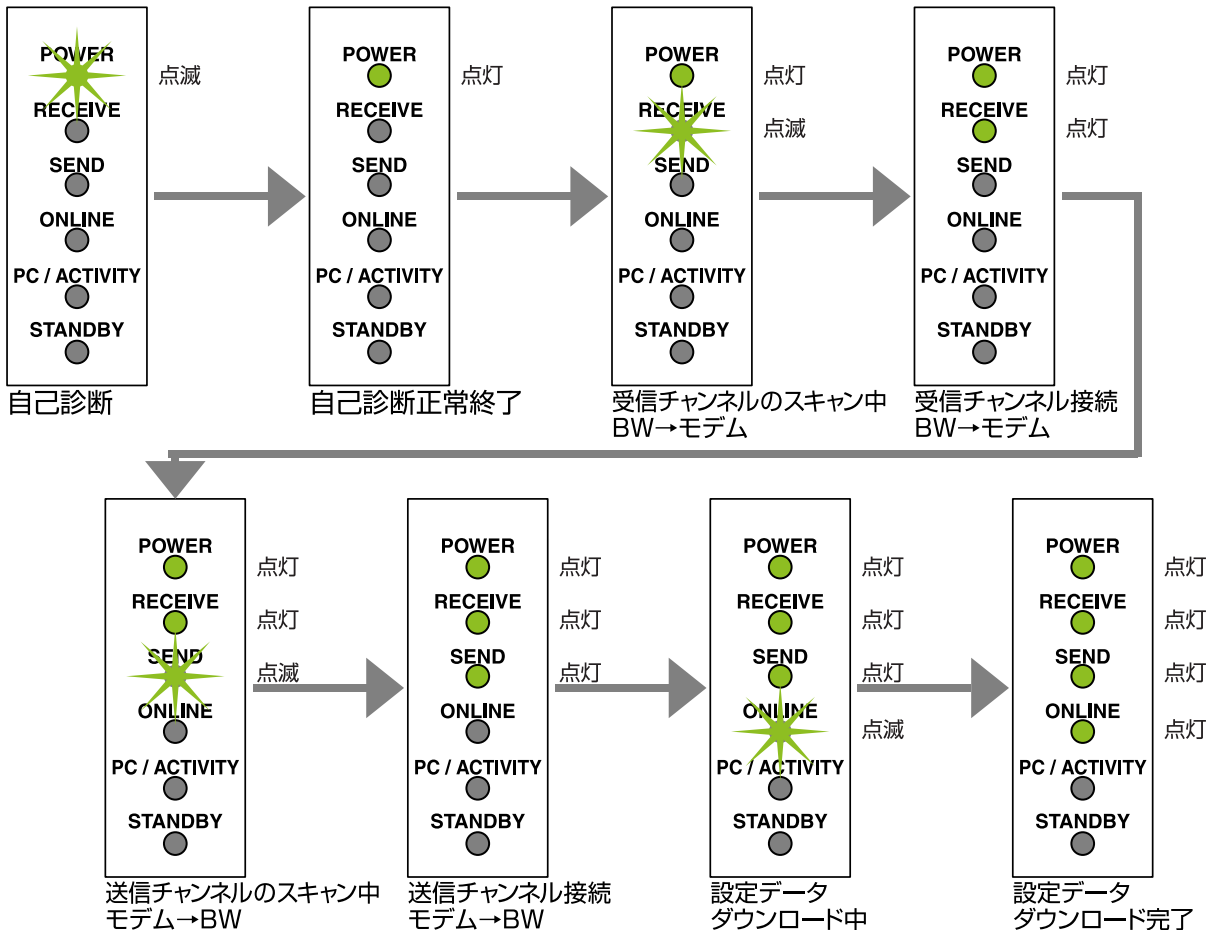 POWER
点滅
RECEIVE
SEND
ONLINE
PC / ACTIVITY
STANDBY
自己診断
POWER
点灯
RECEIVE
SEND
ONLINE
PC / ACTIVITY
STANDBY
自己診断正常終了
POWER
点灯
RECEIVE
点滅
SEND
ONLINE
PC / ACTIVITY
STANDBY
受信チャンネルのスキャン中
BW→モデム
POWER
点灯
RECEIVE
点灯
SEND
ONLINE
PC / ACTIVITY
STANDBY
受信チャンネル接続
BW→モデム
POWER
点灯
RECEIVE
点灯
SEND
点滅
ONLINE
PC / ACTIVITY
STANDBY
送信チャンネルのスキャン中
モデム→BW
POWER
点灯
RECEIVE
点灯
SEND
点灯
ONLINE
PC / ACTIVITY
STANDBY
送信チャンネル接続
モデム→BW
POWER
点灯
RECEIVE
点灯
SEND
点灯
ONLINE
点滅
PC / ACTIVITY
STANDBY
設定データ
ダウンロード中
POWER
点灯
RECEIVE
点灯
SEND
点灯
ONLINE
点灯
PC / ACTIVITY
STANDBY
設定データ
ダウンロード完了